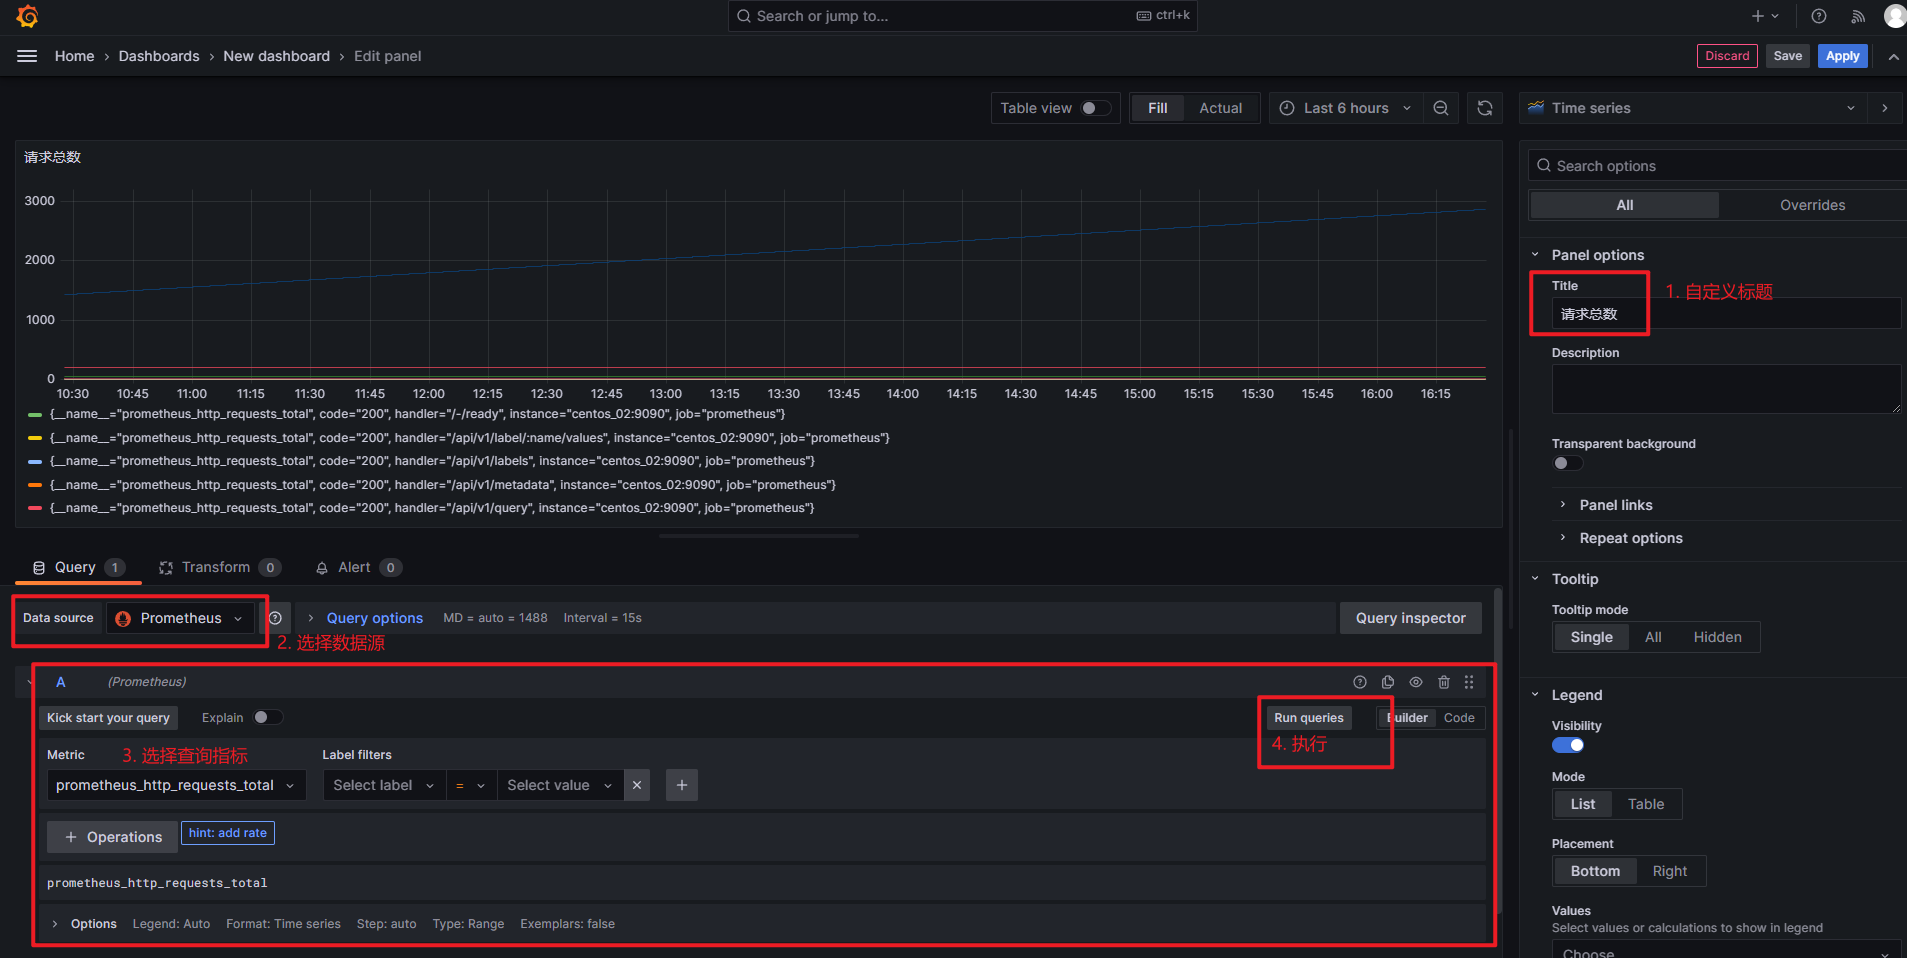 Search or jump to...
ctrl+k
Home › Dashboards › New dashboard › Edit panel
Discard
Save
Apply
Table view
Fill
Actual
Last 6 hours
Time series
请求总数
3000
2000
1000
0
10:30 10:45 11:00 11:15 11:30 11:45 12:00 12:15 12:30 12:45 13:00 13:15 13:30 13:45 14:00 14:15 14:30 14:45 15:00 15:15 15:30 15:45 16:00 16:15
{__name__="prometheus_http_requests_total", code="200", handler="/-/ready", instance="centos_02:9090", job="prometheus"}
{__name__="prometheus_http_requests_total", code="200", handler="/api/v1/label/:name/values", instance="centos_02:9090", job="prometheus"}
{__name__="prometheus_http_requests_total", code="200", handler="/api/v1/labels", instance="centos_02:9090", job="prometheus"}
{__name__="prometheus_http_requests_total", code="200", handler="/api/v1/metadata", instance="centos_02:9090", job="prometheus"}
{__name__="prometheus_http_requests_total", code="200", handler="/api/v1/query", instance="centos_02:9090", job="prometheus"}
Query 1
Transform 0
Alert 0
Data source
Prometheus
Query options
MD = auto = 1488
Interval = 15s
Query inspector
2. 选择数据源
A
(Prometheus)
Kick start your query
Explain
Run queries
Builder
Code
4. 执行
Metric
3. 选择查询指标
Label filters
prometheus_http_requests_total
Select label
=
Select value
+ Operations
hint: add rate
prometheus_http_requests_total
Options
Legend: Auto
Format: Time series
Step: auto
Type: Range
Exemplars: false
Search options
All
Overrides
Panel options
Title
1. 自定义标题
请求总数
Description
Transparent background
Panel links
Repeat options
Tooltip
Tooltip mode
Single
All
Hidden
Legend
Visibility
Mode
List
Table
Placement
Bottom
Right
Values
Select values or calculations to show in legend
Choose